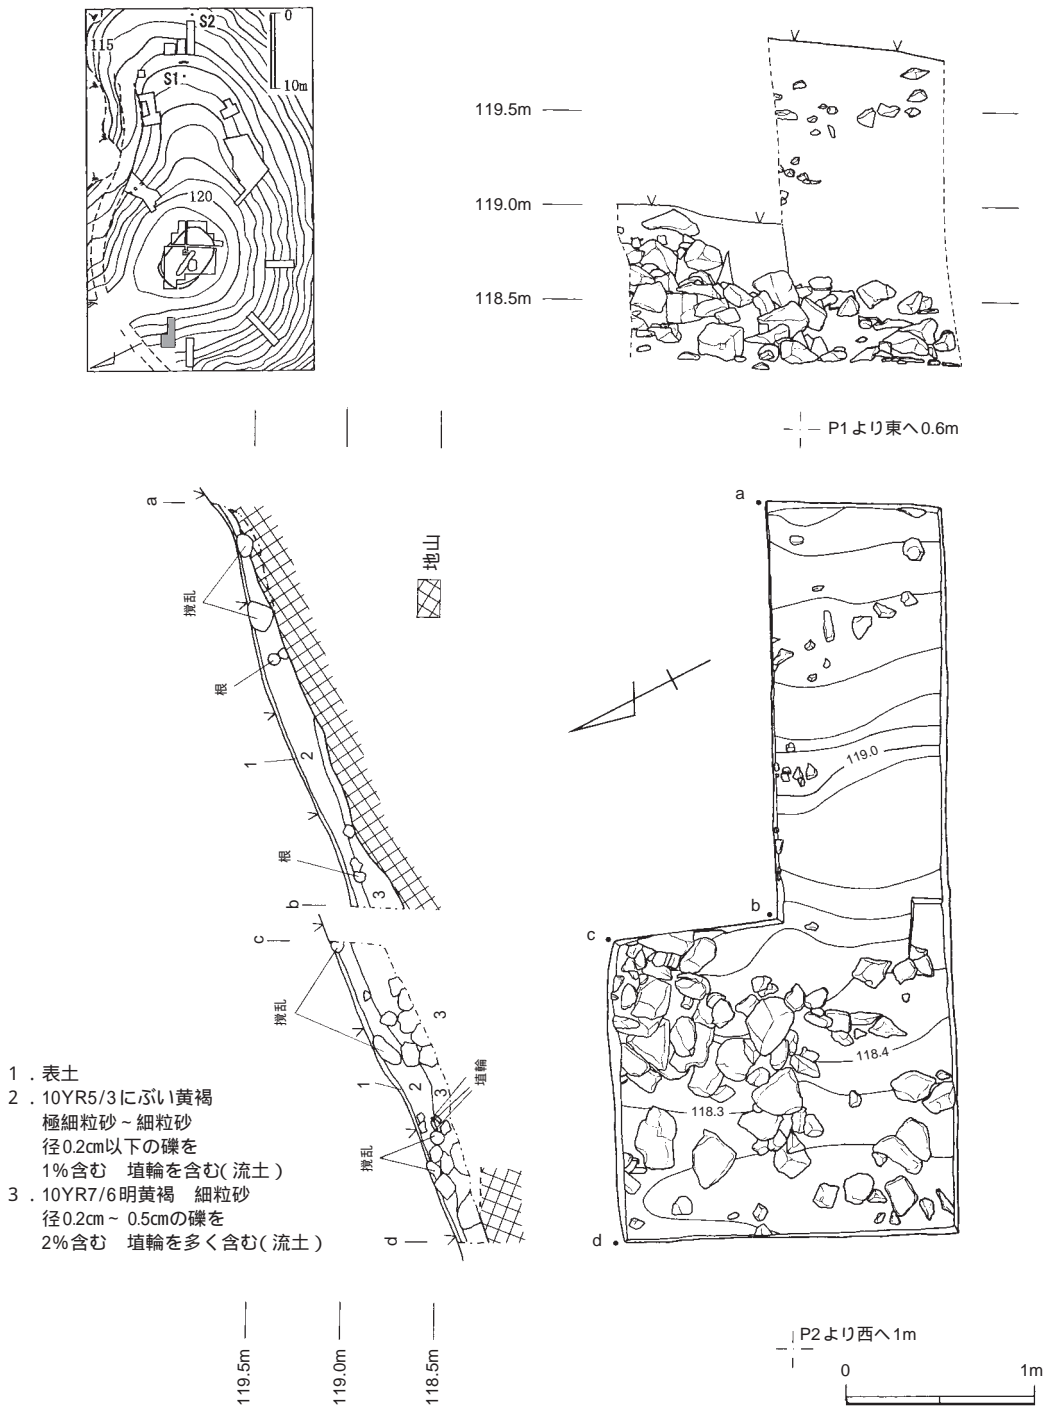 S2
0
115
S1
10m
120
119.5m
119.0m
118.5m
P1より東へ0.6m
a
地山
撹乱
根
1
2
根
3
b
c
撹乱
3
1
2
3
埴輪
撹乱
d
a
119.0
b
c
118.4
118.3
d
1．表土
2．10YR5/3にぶい黄褐
極細粒砂～細粒砂
径0.2cm以下の礫を
1%含む　埴輪を含む(流土)
3．10YR7/6明黄褐　細粒砂
径0.2cm～0.5cmの礫を
2%含む　埴輪を多く含む(流土)
119.5m
119.0m
118.5m
P2より西へ1m
0
1m